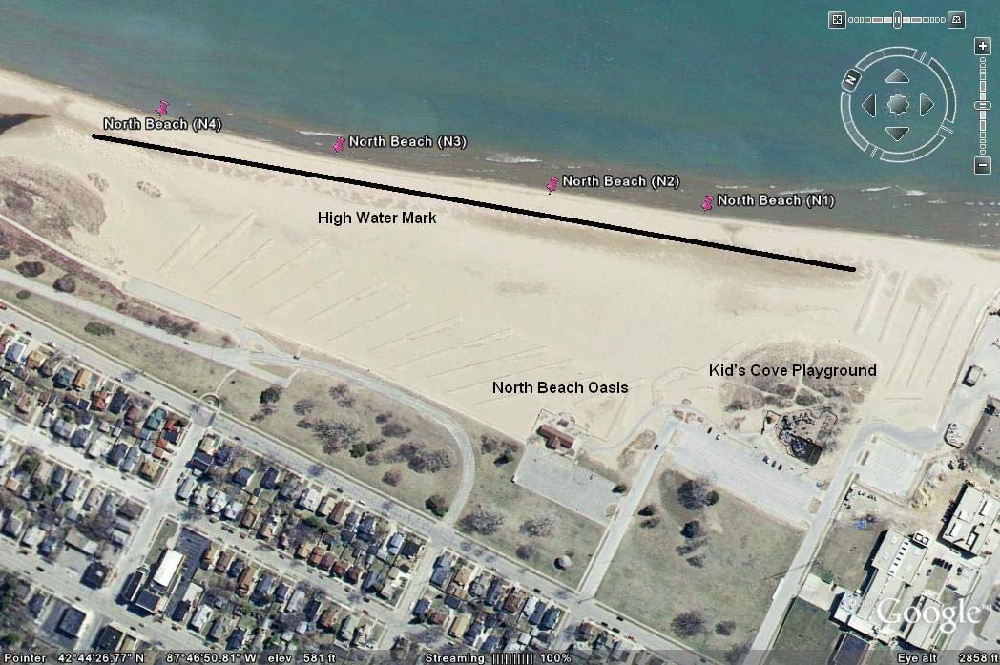 N
North Beach (N4)
North Beach (N3)
North Beach (N2)
North Beach (N1)
High Water Mark
Kid's Cove Playground
North Beach Oasis
Google™
Pointer 42°44'26.77" N 87°46'50.81" W elev 581 ft Streaming |||||||||| 100% Eye alt 2858 ft